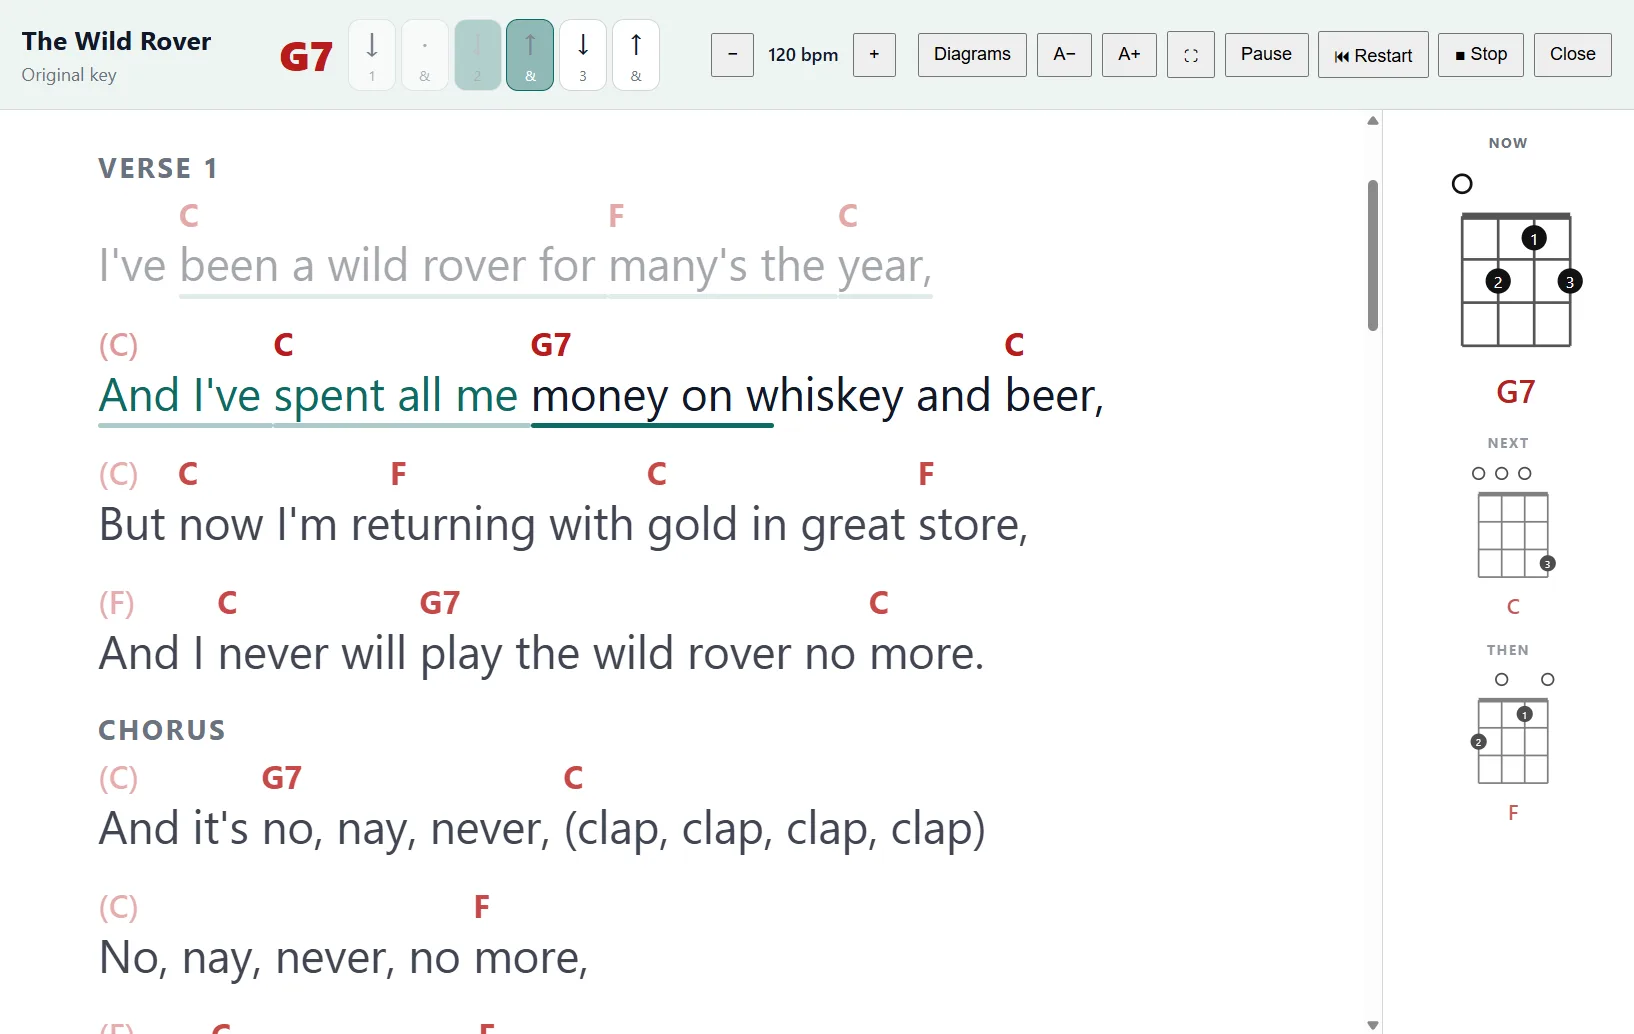 The Wild Rover
Original key
G7
↓ · ↓ ↑ ↓ ↑
1 & 2 & 3 &
− 120 bpm + Diagrams A− A+ ⛶ Pause ⏮ Restart ■ Stop Close
VERSE 1
C F C
I've been a wild rover for many's the year,
(C) C G7 C
And I've spent all me money on whiskey and beer,
(C) C F C F
But now I'm returning with gold in great store,
(F) C G7 C
And I never will play the wild rover no more.
CHORUS
(C) G7 C
And it's no, nay, never, (clap, clap, clap, clap)
(C) F
No, nay, never, no more,
(F) C F
NOW
1
2 3
G7
NEXT
3
C
THEN
1
2
F